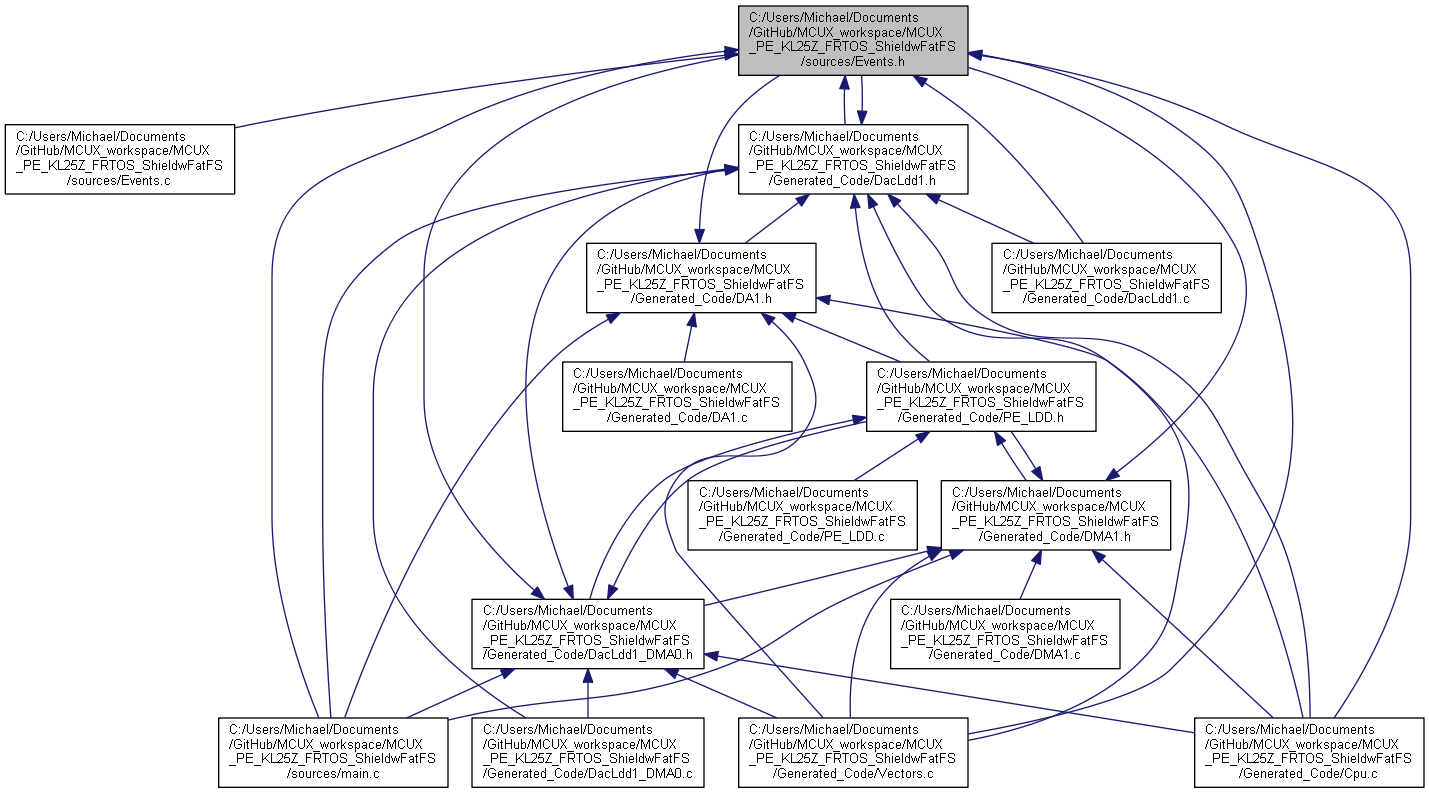 C:/Users/Michael/Documents
/GitHub/MCUX_workspace/MCUX
_PE_KL25Z_FRTOS_ShieldwFatFS
/sources/Events.h
C:/Users/Michael/Documents
/GitHub/MCUX_workspace/MCUX
_PE_KL25Z_FRTOS_ShieldwFatFS
/sources/Events.c
C:/Users/Michael/Documents
/GitHub/MCUX_workspace/MCUX
_PE_KL25Z_FRTOS_ShieldwFatFS
/Generated_Code/DacLdd1.h
C:/Users/Michael/Documents
/GitHub/MCUX_workspace/MCUX
_PE_KL25Z_FRTOS_ShieldwFatFS
/Generated_Code/DA1.h
C:/Users/Michael/Documents
/GitHub/MCUX_workspace/MCUX
_PE_KL25Z_FRTOS_ShieldwFatFS
/Generated_Code/DacLdd1.c
C:/Users/Michael/Documents
/GitHub/MCUX_workspace/MCUX
_PE_KL25Z_FRTOS_ShieldwFatFS
/Generated_Code/DA1.c
C:/Users/Michael/Documents
/GitHub/MCUX_workspace/MCUX
_PE_KL25Z_FRTOS_ShieldwFatFS
/Generated_Code/PE_LDD.h
C:/Users/Michael/Documents
/GitHub/MCUX_workspace/MCUX
_PE_KL25Z_FRTOS_ShieldwFatFS
/Generated_Code/PE_LDD.c
C:/Users/Michael/Documents
/GitHub/MCUX_workspace/MCUX
_PE_KL25Z_FRTOS_ShieldwFatFS
/Generated_Code/DMA1.h
C:/Users/Michael/Documents
/GitHub/MCUX_workspace/MCUX
_PE_KL25Z_FRTOS_ShieldwFatFS
/Generated_Code/DacLdd1_DMA0.h
C:/Users/Michael/Documents
/GitHub/MCUX_workspace/MCUX
_PE_KL25Z_FRTOS_ShieldwFatFS
/Generated_Code/DMA1.c
C:/Users/Michael/Documents
/GitHub/MCUX_workspace/MCUX
_PE_KL25Z_FRTOS_ShieldwFatFS
/sources/main.c
C:/Users/Michael/Documents
/GitHub/MCUX_workspace/MCUX
_PE_KL25Z_FRTOS_ShieldwFatFS
/Generated_Code/DacLdd1_DMA0.c
C:/Users/Michael/Documents
/GitHub/MCUX_workspace/MCUX
_PE_KL25Z_FRTOS_ShieldwFatFS
/Generated_Code/Vectors.c
C:/Users/Michael/Documents
/GitHub/MCUX_workspace/MCUX
_PE_KL25Z_FRTOS_ShieldwFatFS
/Generated_Code/Cpu.c